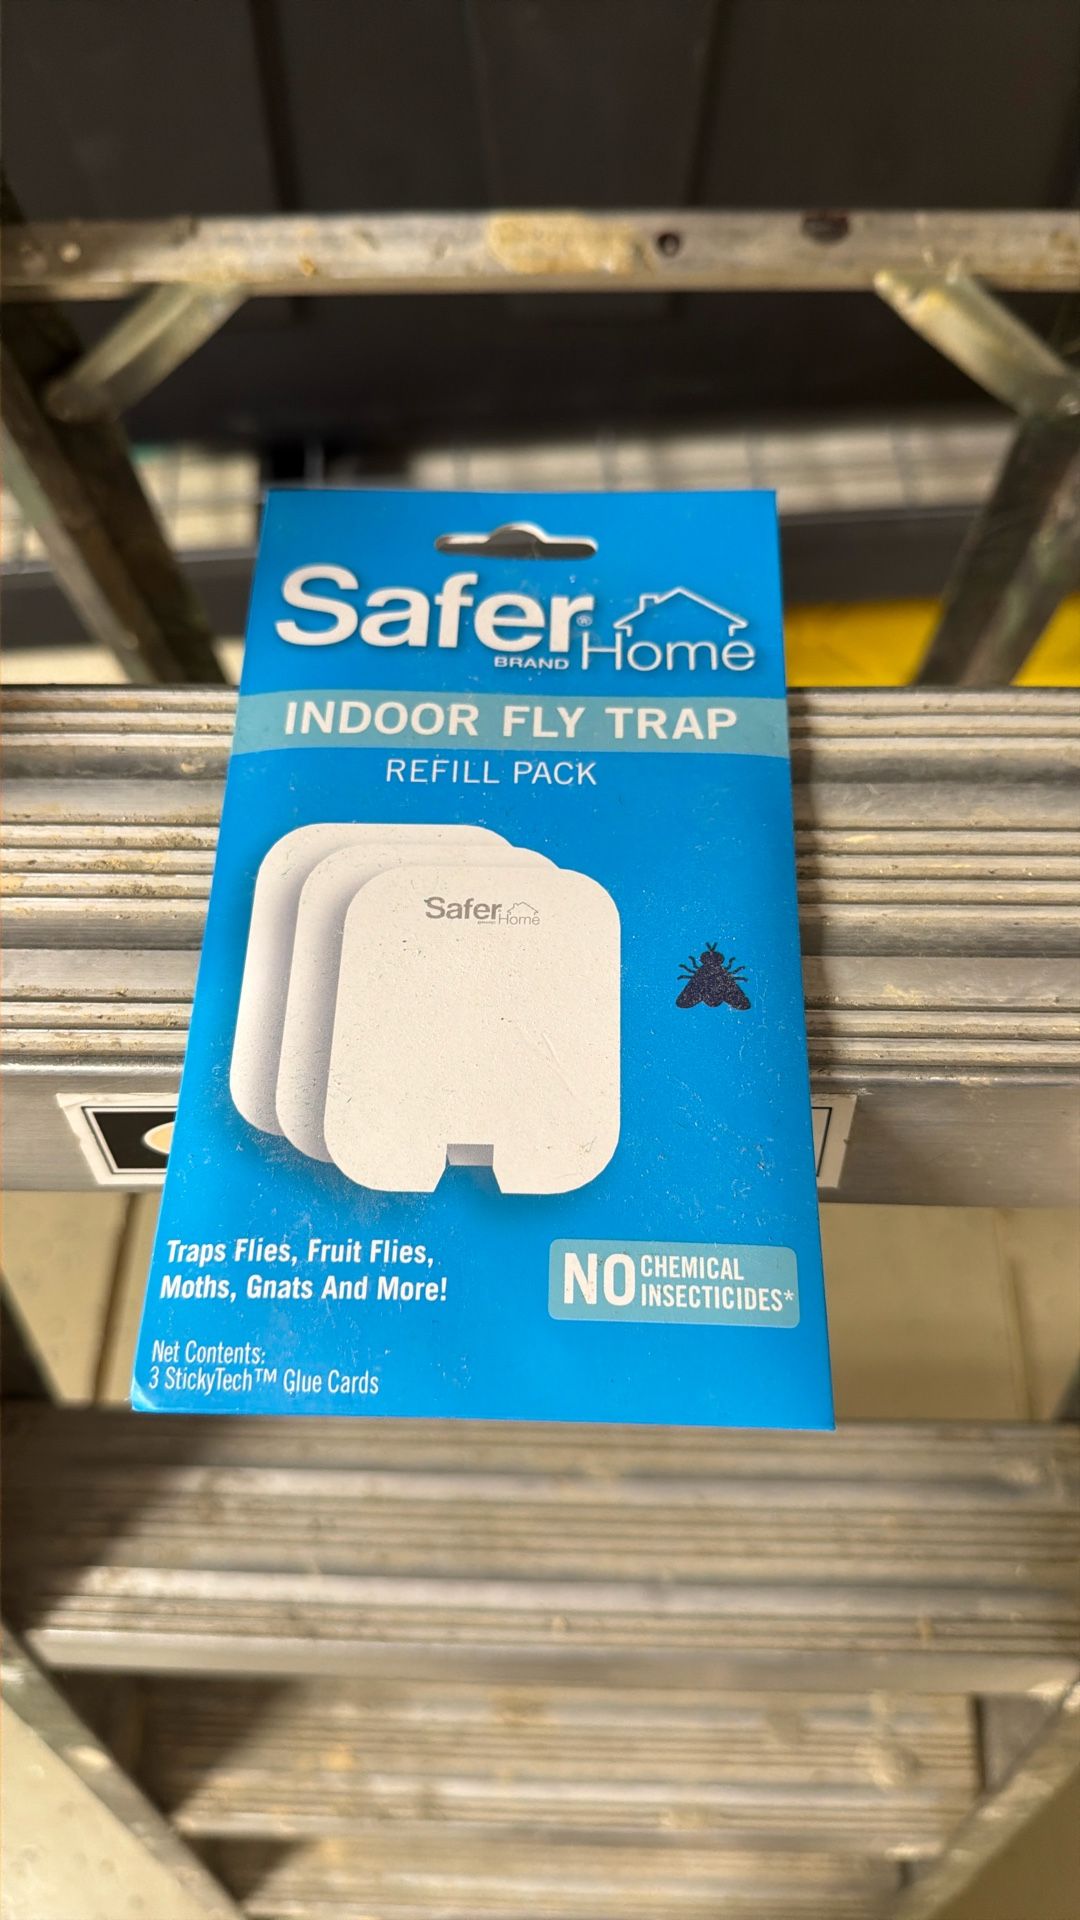 Safer®
BRAND Home
INDOOR FLY TRAP
REFILL PACK
Safer® Home
Traps Flies, Fruit Flies,
Moths, Gnats And More!
NO CHEMICAL
INSECTICIDES*
Net Contents:
3 StickyTech™ Glue Cards